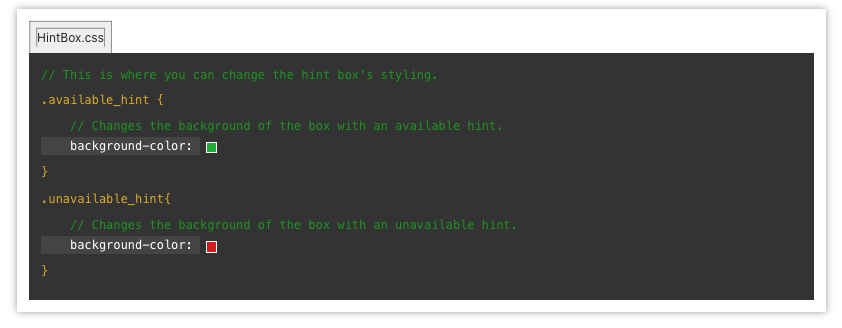 HintBox.css
// This is where you can change the hint box's styling.
.available_hint {
// Changes the background of the box with an available hint.
background-color:
}
.unavailable_hint{
// Changes the background of the box with an unavailable hint.
background-color:
}